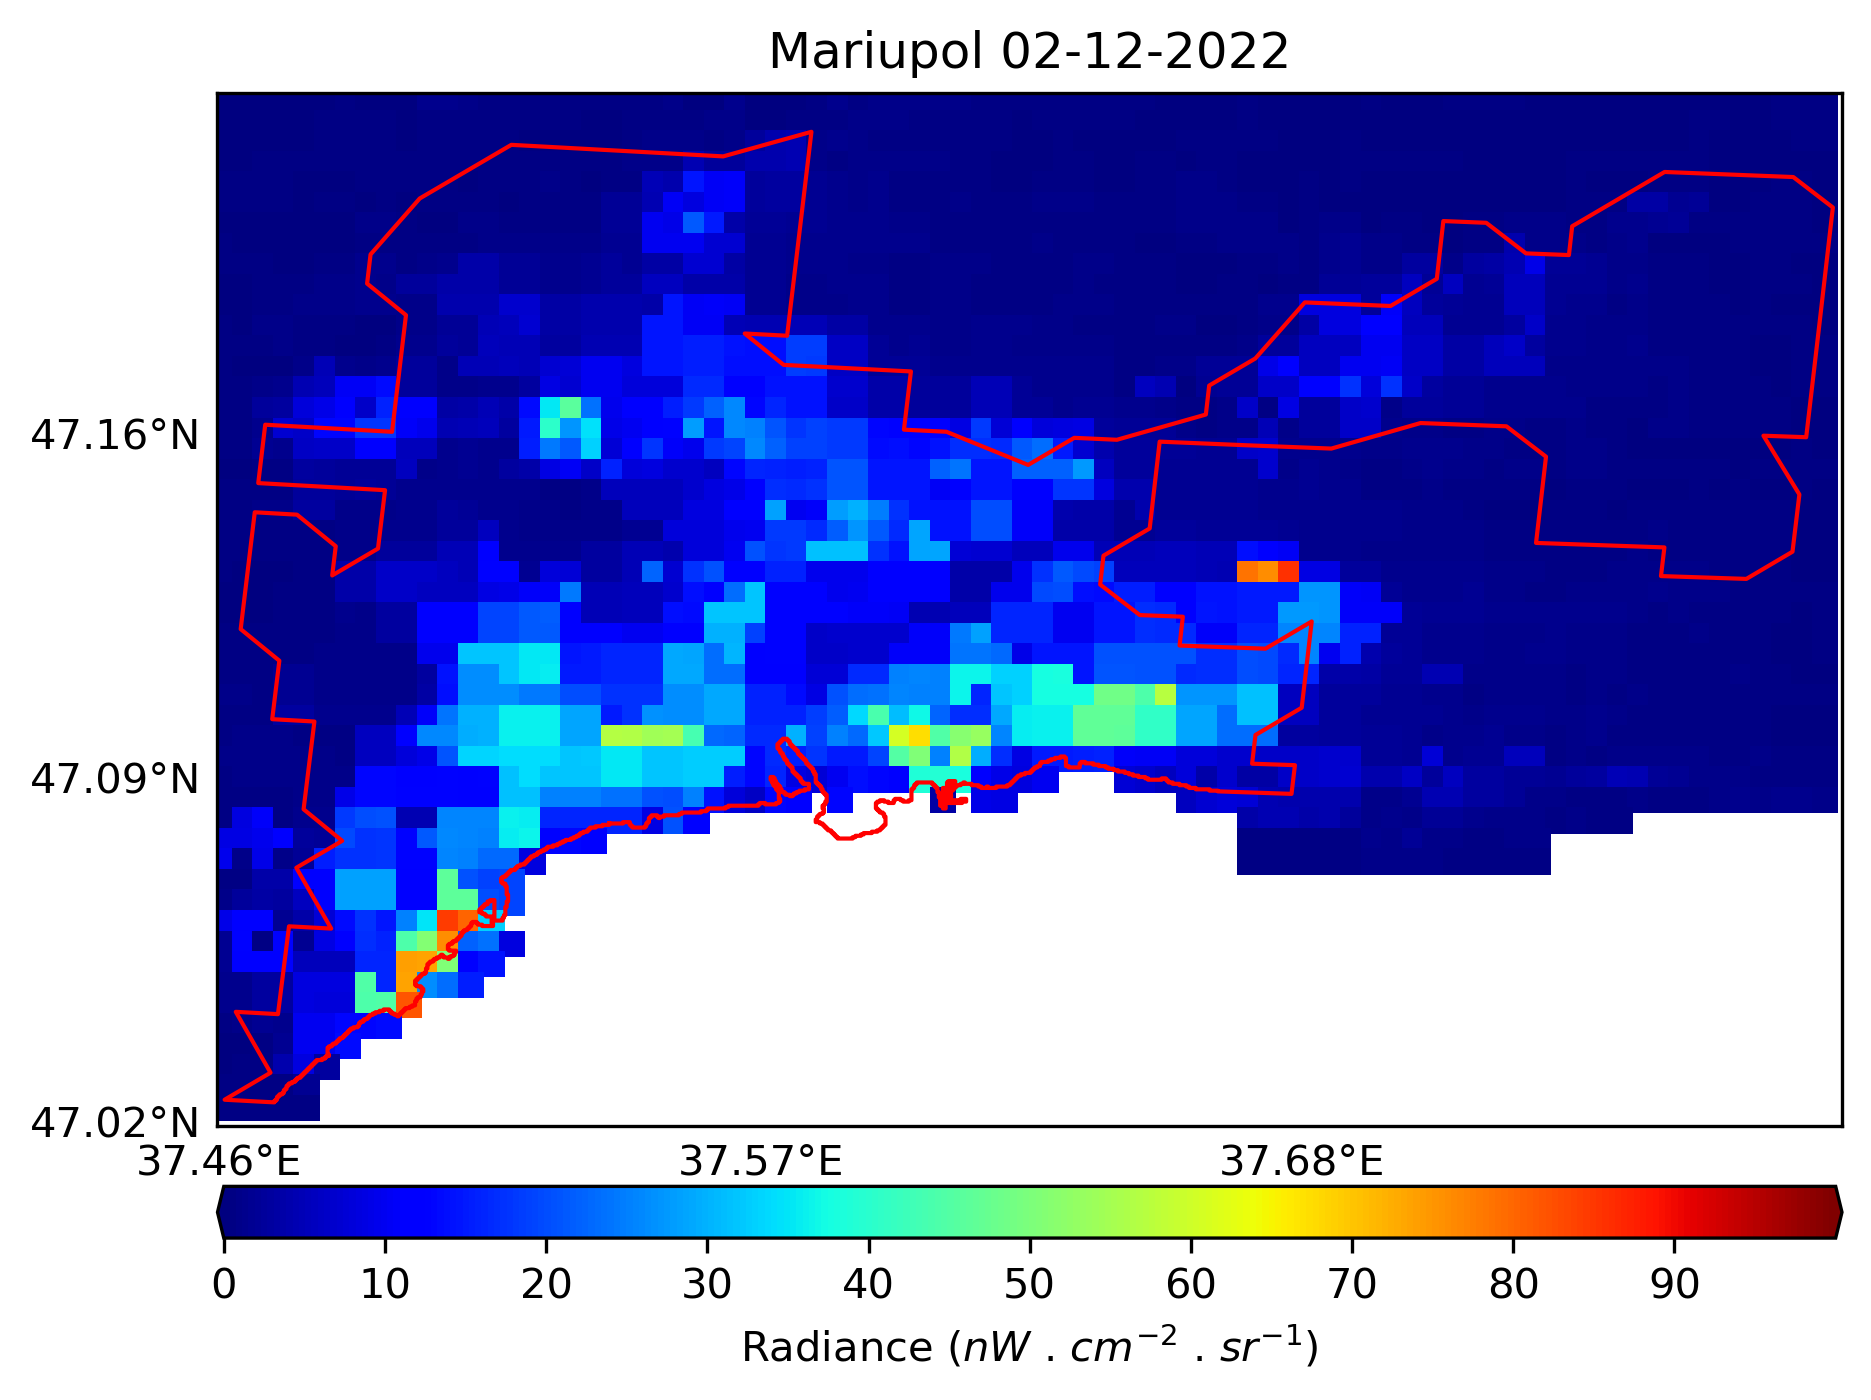 Mariupol 02-12-2022
47.16°N
47.09°N
47.02°N
37.46°E 37.57°E 37.68°E
0 10 20 30 40 50 60 70 80 90
Radiance (nW . cm⁻² . sr⁻¹)